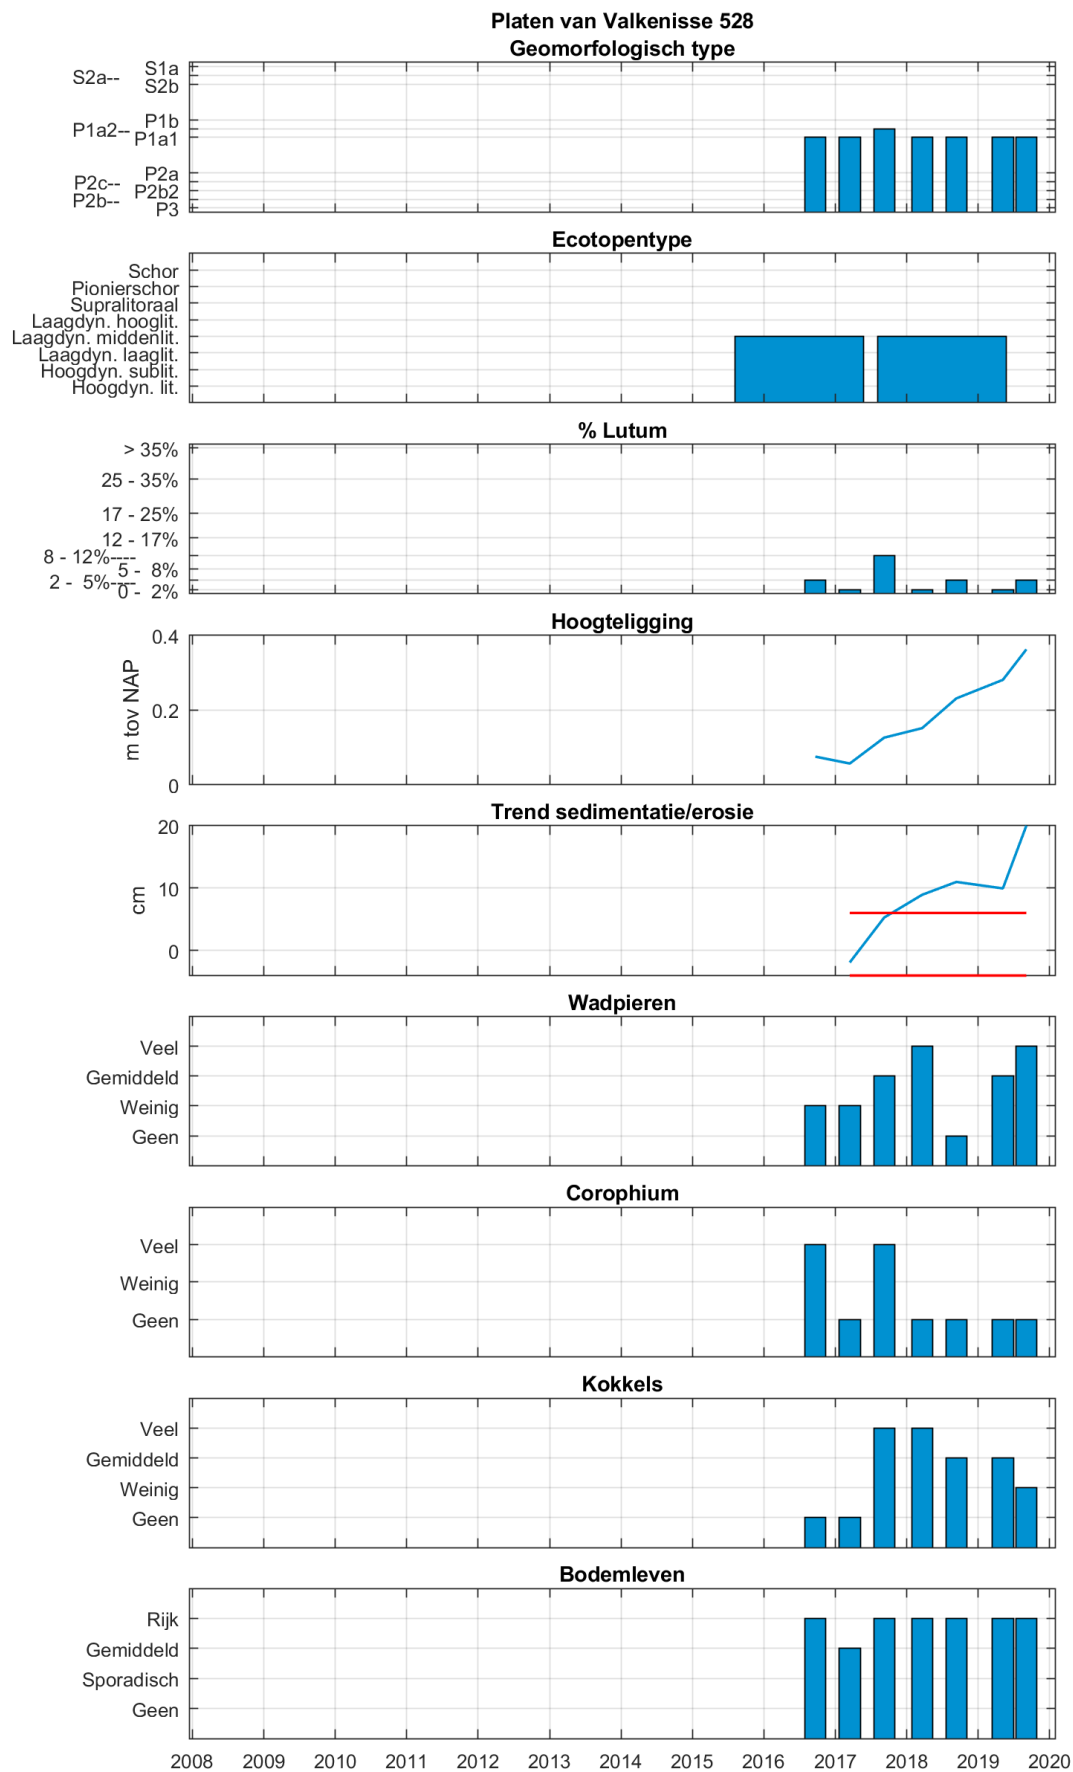 Platen van Valkenisse 528
Geomorfologisch type
S1a
S2a--
S2b
P1b
P1a2--
P1a1
P2a
P2c--
P2b2
P2b--
P3
Ecotopentype
Schor
Pionierschor
Supralitoraal
Laagdyn. hooglit.
Laagdyn. middenlit.
Laagdyn. laaglit.
Hoogdyn. sublit.
Hoogdyn. lit.
% Lutum
> 35%
25 - 35%
17 - 25%
12 - 17%
8 - 12%----
5 - 8%
2 - 5%----
0 - 2%
Hoogteligging
m tov NAP
0.4
0.2
0
Trend sedimentatie/erosie
cm
20
10
0
Wadpieren
Veel
Gemiddeld
Weinig
Geen
Corophium
Veel
Weinig
Geen
Kokkels
Veel
Gemiddeld
Weinig
Geen
Bodemleven
Rijk
Gemiddeld
Sporadisch
Geen
2008 2009 2010 2011 2012 2013 2014 2015 2016 2017 2018 2019 2020